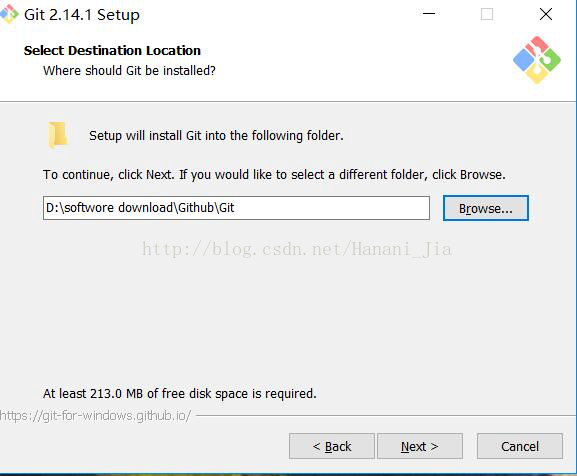 Git 2.14.1 Setup
Select Destination Location
Where should Git be installed?
Setup will install Git into the following folder.
To continue, click Next. If you would like to select a different folder, click Browse.
D:\softwore download\Github\Git
Browse...
http://blog.csdn.net/Hanani_Jia
At least 213.0 MB of free disk space is required.
https://git-for-windows.github.io/
< Back
Next >
Cancel